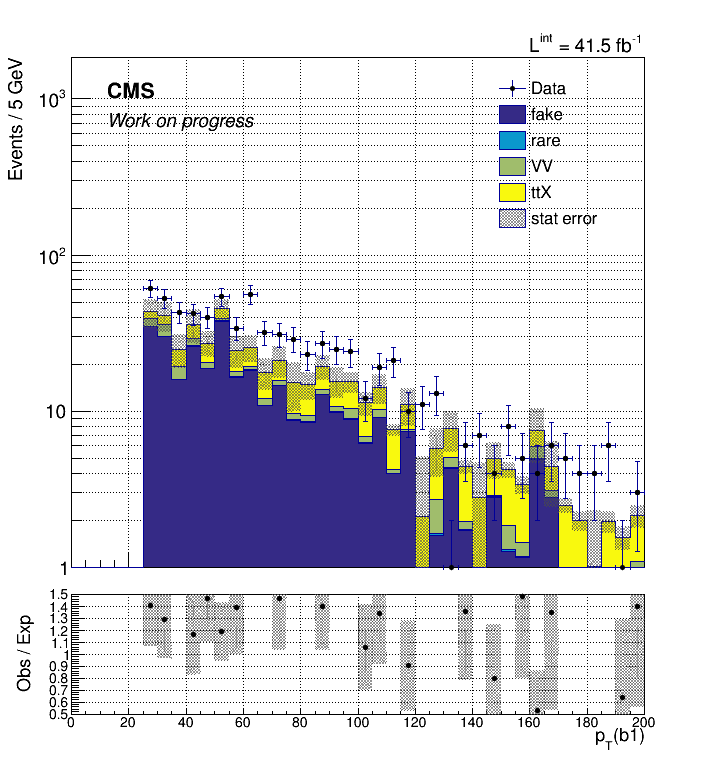 L^int = 41.5 fb^-1
Events / 5 GeV
CMS
Work on progress
Data
fake
rare
VV
ttX
stat error
10^3
10^2
10
1
Obs / Exp
1.5
1.4
1.3
1.2
1.1
1
0.9
0.8
0.7
0.6
0.5
0 20 40 60 80 100 120 140 160 180 200
p_T(b1)